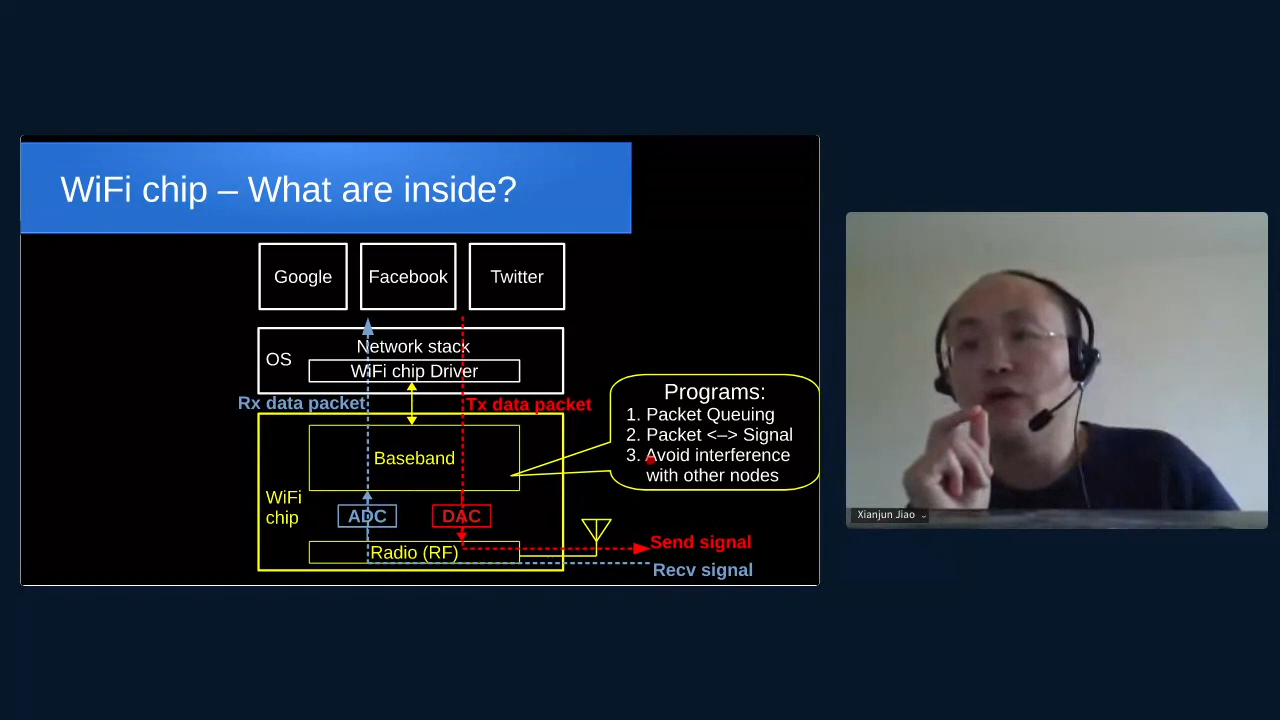 WiFi chip – What are inside?
Google
Facebook
Twitter
OS
Network stack
WiFi chip Driver
Rx data packet
Tx data packet
Programs:
1. Packet Queuing
2. Packet <–> Signal
3. Avoid interference
with other nodes
Baseband
WiFi
chip
ADC
DAC
Radio (RF)
Send signal
Recv signal
Xianjun Jiao